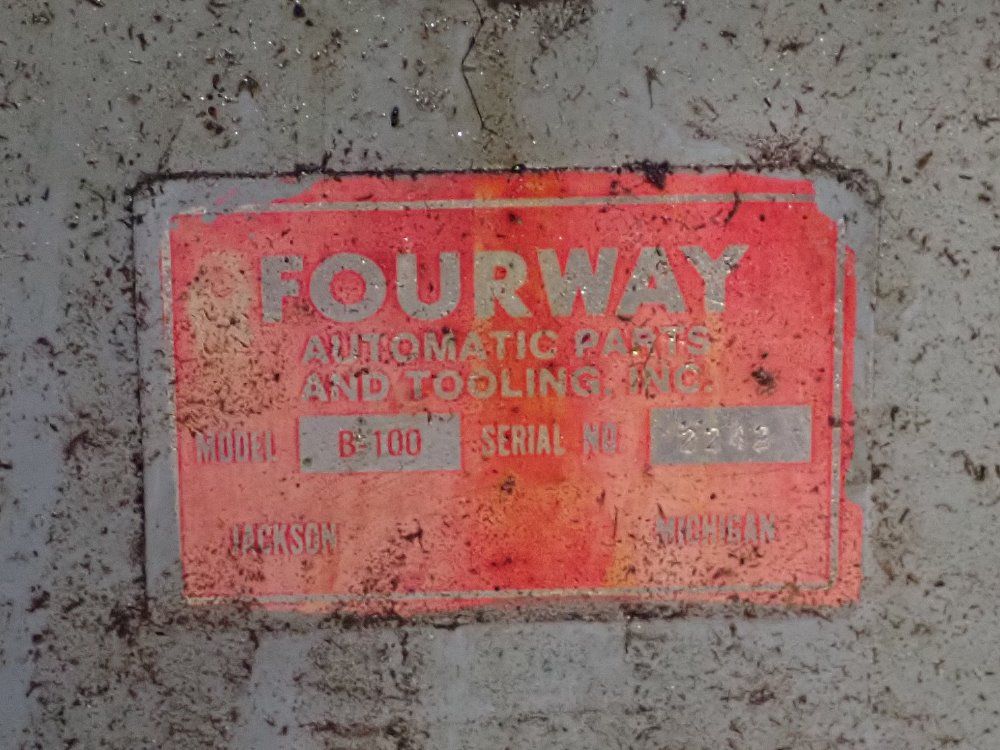 FOURWAY
AUTOMATIC PARTS
AND TOOLING, INC.
MODEL B-100 SERIAL NO 2242
JACKSON MICHIGAN